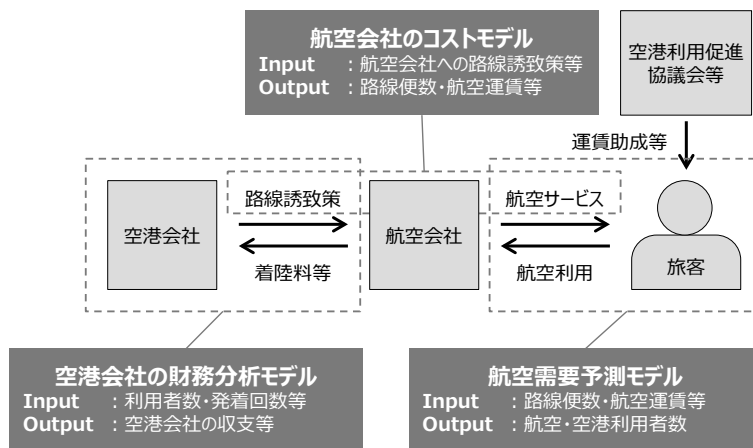 航空会社のコストモデル
Input :航空会社への路線誘致策等
Output :路線便数・航空運賃等
空港利用促進
協議会等
運賃助成等
路線誘致策
航空サービス
空港会社
航空会社
着陸料等
航空利用
旅客
空港会社の財務分析モデル
Input :利用者数・発着回数等
Output :空港会社の収支等
航空需要予測モデル
Input :路線便数・航空運賃等
Output :航空・空港利用者数